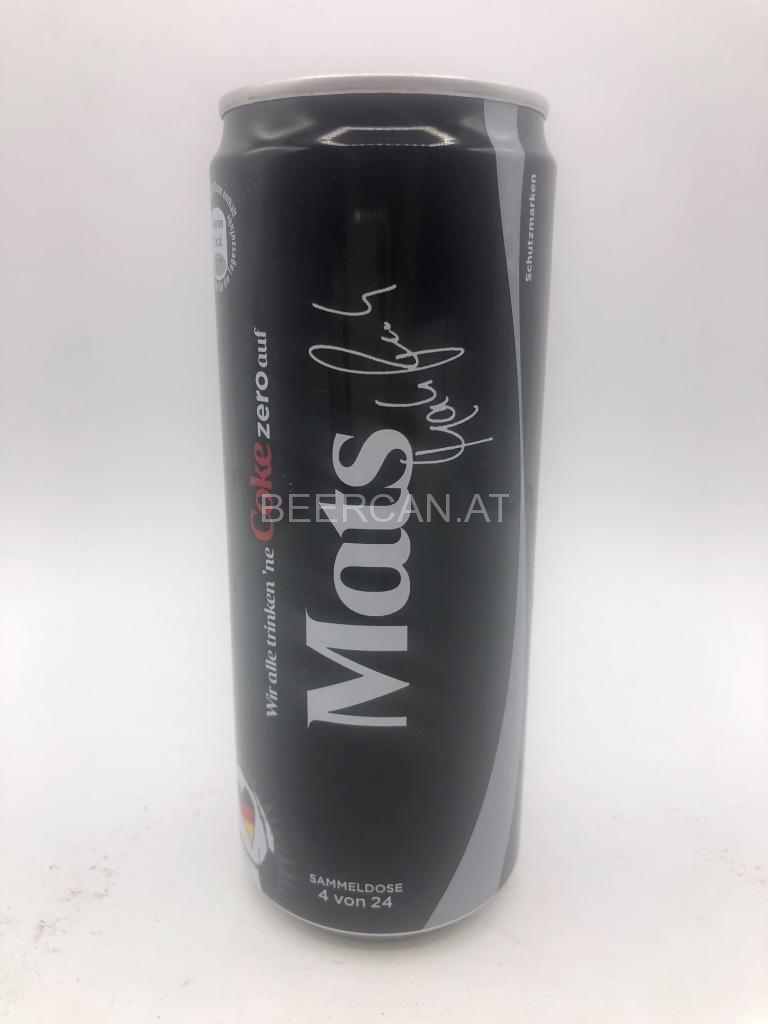 Wir alle trinken 'ne Coke zero auf
Mats
Schutzmarken
SAMMELDOSE
4 von 24
BEERCAN.AT